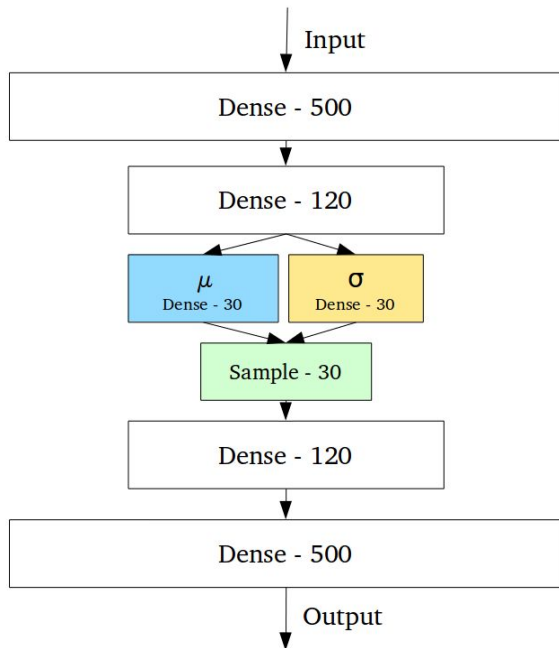 Input
Dense - 500
Dense - 120
μ
Dense - 30
σ
Dense - 30
Sample - 30
Dense - 120
Dense - 500
Output